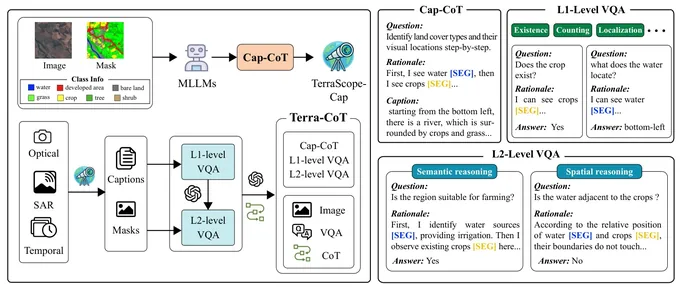 Image
Mask
Class Info
water
developed area
bare land
grass
crop
tree
shrub
MLLMs
Cap-CoT
TerraScope-
Cap
Optical
SAR
Temporal
Captions
Masks
L1-level
VQA
L2-level
VQA
Terra-CoT
Cap-CoT
L1-level VQA
L2-level VQA
Image
VQA
CoT
Cap-CoT
Question:
Identify land cover types and their
visual locations step-by-step.
Rationale:
First, I see water [SEG], then
I see crops [SEG]...
Caption:
starting from the bottom left,
there is a river, which is sur-
rounded by crops and grass...
L1-Level VQA
Existence
Counting
Localization
• • •
Question:
Does the crop
exist?
Rationale:
I can see crops
[SEG]...
Answer: Yes
Question:
what does the water
locate?
Rationale:
I can see water
[SEG]...
Answer: bottom-left
L2-Level VQA
Semantic reasoning
Question:
Is the region suitable for farming?
Rationale:
First, I identify water sources
[SEG], providing irrigation. Then I
observe existing crops [SEG] here...
Answer: Yes
Spatial reasoning
Question:
Is the water adjacent to the crops ?
Rationale:
According to the relative position
of water [SEG] and crops [SEG],
their boundaries do not touch...
Answer: No